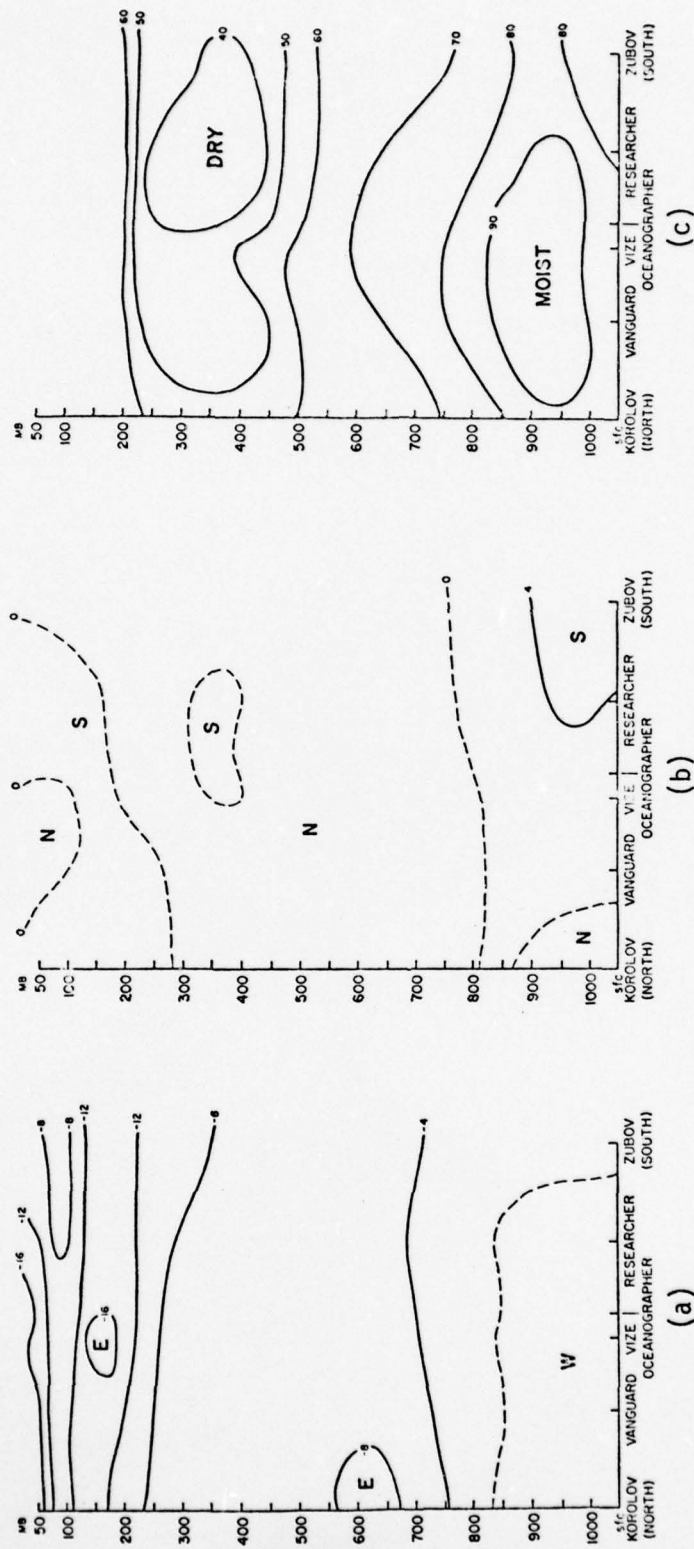 MB
50
100
200
300
400
500
600
700
800
900
1000
sfc
-16
-12
-8
-8
-12
-12
-8
E
-16
E
-8
-4
W
KOROLOV VANGUARD VIZE | RESEARCHER ZUBOV
(NORTH) OCEANOGRAPHER (SOUTH)
(a)
MB
50
100
200
300
400
500
600
700
800
900
1000
sfc
0
0
0
N
S
S
N
0
4
S
N
KOROLOV VANGUARD VIZE | RESEARCHER ZUBOV
(NORTH) OCEANOGRAPHER (SOUTH)
(b)
MB
50
100
200
300
400
500
600
700
800
900
1000
sfc
60
50
40
DRY
50
60
70
80
90
MOIST
80
KOROLOV VANGUARD VIZE | RESEARCHER ZUBOV
(NORTH) OCEANOGRAPHER (SOUTH)
(c)